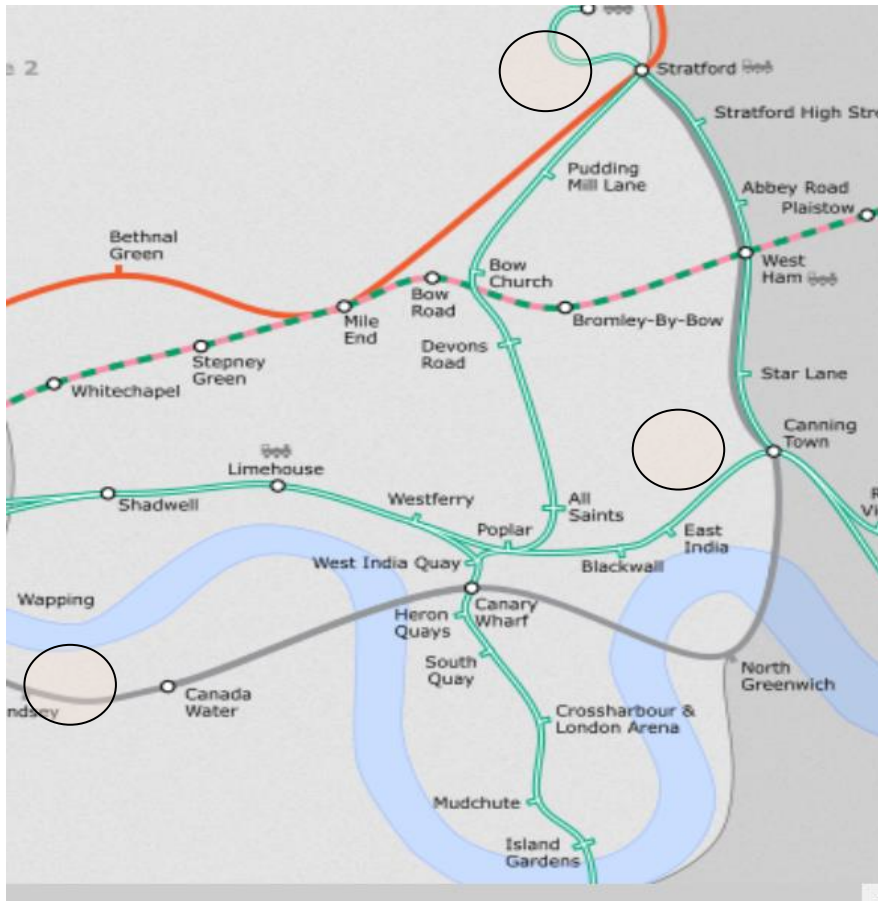 2
Stratford
Stratford High Stre
Pudding
Mill Lane
Abbey Road
Plaistow
Bethnal
Green
Bow
Church
West
Ham
Bow
Road
Mile
End
Bromley-By-Bow
Devons
Road
Stepney
Green
Star Lane
Whitechapel
Canning
Town
Limehouse
Shadwell
Westferry
All
Saints
R
Vi
Poplar
East
India
West India Quay
Blackwall
Wapping
Heron
Quays
Canary
Wharf
South
Quay
North
Greenwich
Canada
Water
ndsey
Crossharbour &
London Arena
Mudchute
Island
Gardens